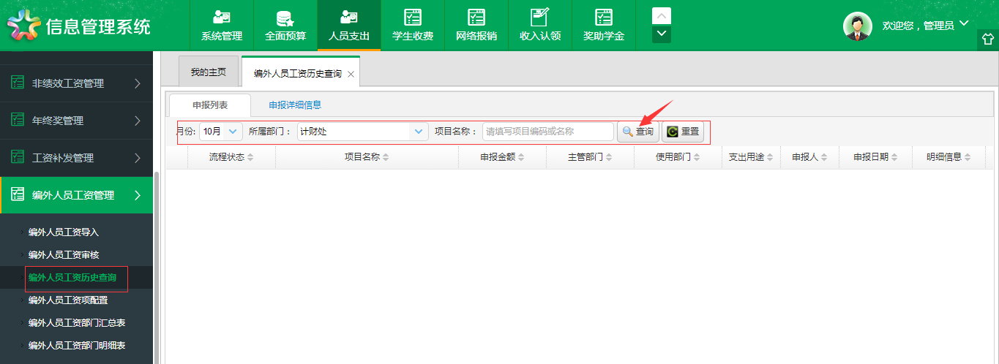 信息管理系统
系统管理
全面预算
人员支出
学生收费
网络报销
收入认领
奖助学金
欢迎您，管理员
非绩效工资管理
年终奖管理
工资补发管理
编外人员工资管理
编外人员工资导入
编外人员工资审核
编外人员工资历史查询
编外人员工资项配置
编外人员工资部门汇总表
编外人员工资部门明细表
我的主页
编外人员工资历史查询
申报列表
申报详细信息
月份: 10月 所属部门： 计财处 项目名称： 请填写项目编码或名称 查询 重置
流程状态 项目名称 申报金额 主管部门 使用部门 支出用途 申报人 申报日期 明细信息